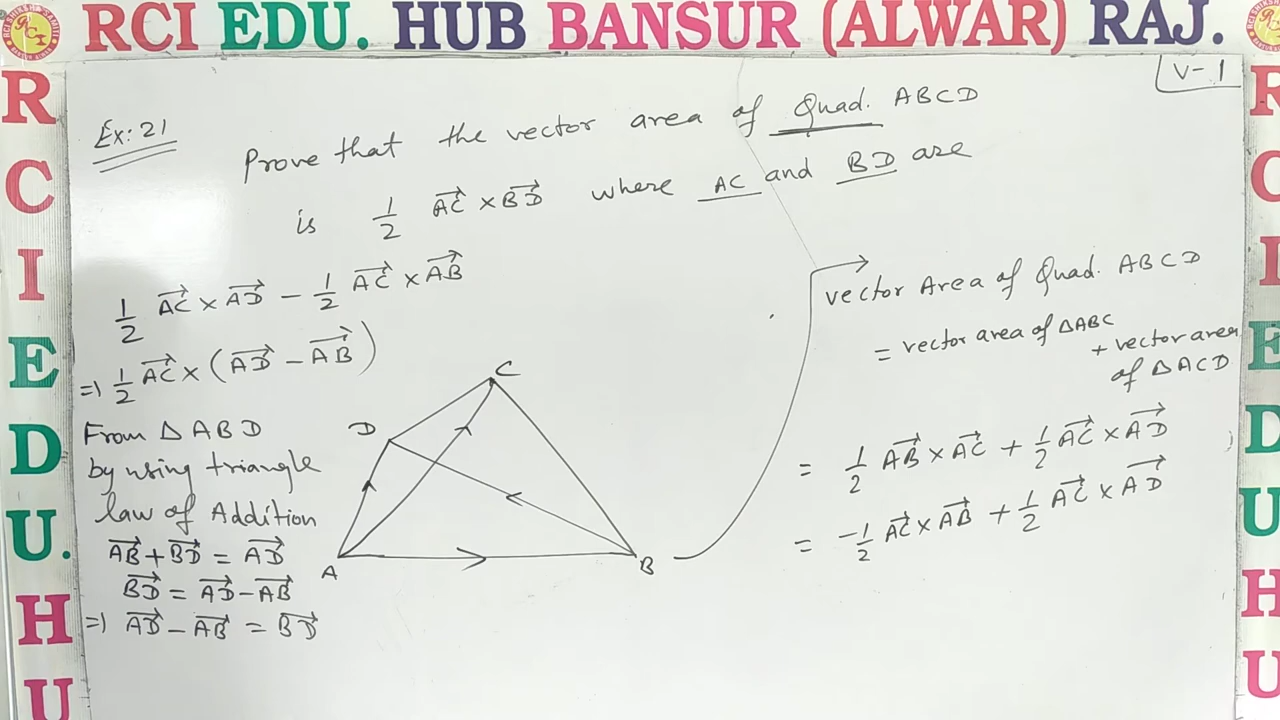 RCI EDU. HUB BANSUR (ALWAR) RAJ.
R
C
I
E
D
U.
H
U
R
C
I
E
D
U
H
U
V-1
Ex:21
Prove that the vector area of Quad. ABCD
is 1/2 AC⃗ × BD⃗ where AC and BD are
1/2 AC⃗ × AD⃗ - 1/2 AC⃗ × AB⃗
=) 1/2 AC⃗ × (AD⃗ - AB⃗)
From Δ ABD
by using triangle
law of Addition
AB⃗ + BD⃗ = AD⃗
BD⃗ = AD⃗ - AB⃗
=) AD⃗ - AB⃗ = BD⃗
C
D
A
B
vector Area of Quad. ABCD
= vector area of ΔABC
+ vector area
of ΔACD
= 1/2 AB⃗ × AC⃗ + 1/2 AC⃗ × AD⃗
= -1/2 AC⃗ × AB⃗ + 1/2 AC⃗ × AD⃗